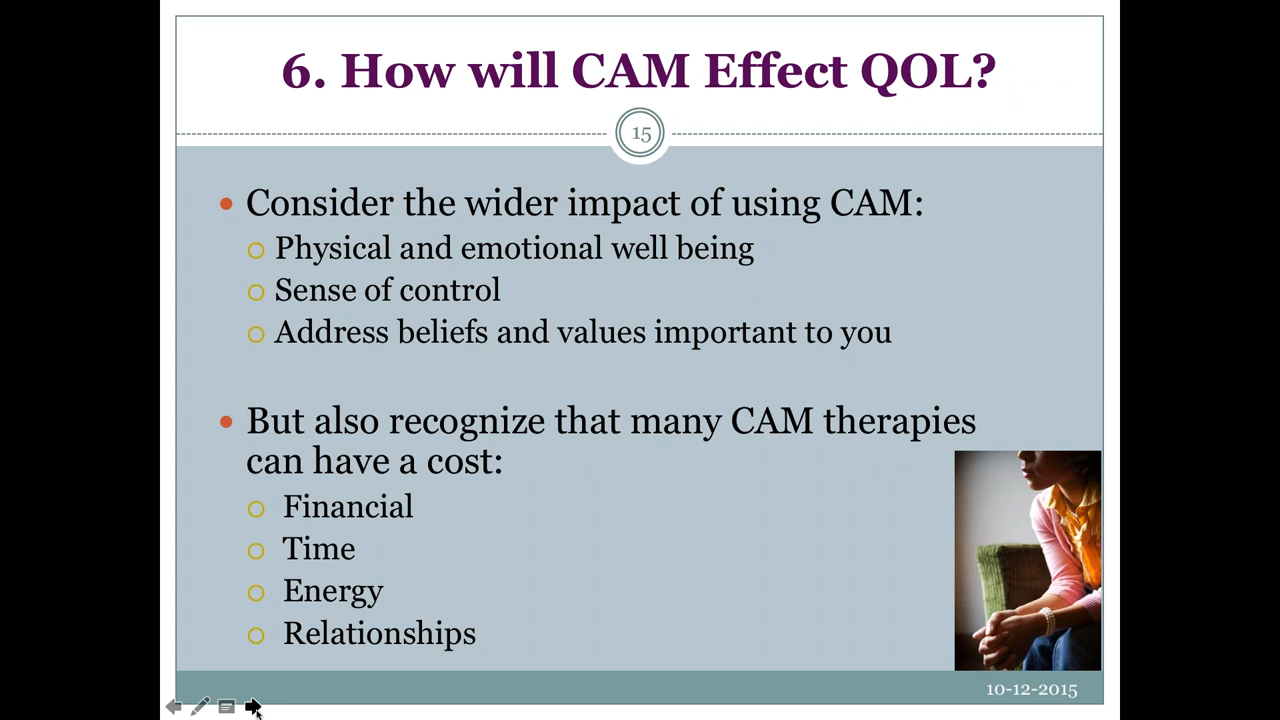 6. How will CAM Effect QOL?
15
Consider the wider impact of using CAM:
Physical and emotional well being
Sense of control
Address beliefs and values important to you
But also recognize that many CAM therapies
can have a cost:
Financial
Time
Energy
Relationships
10-12-2015